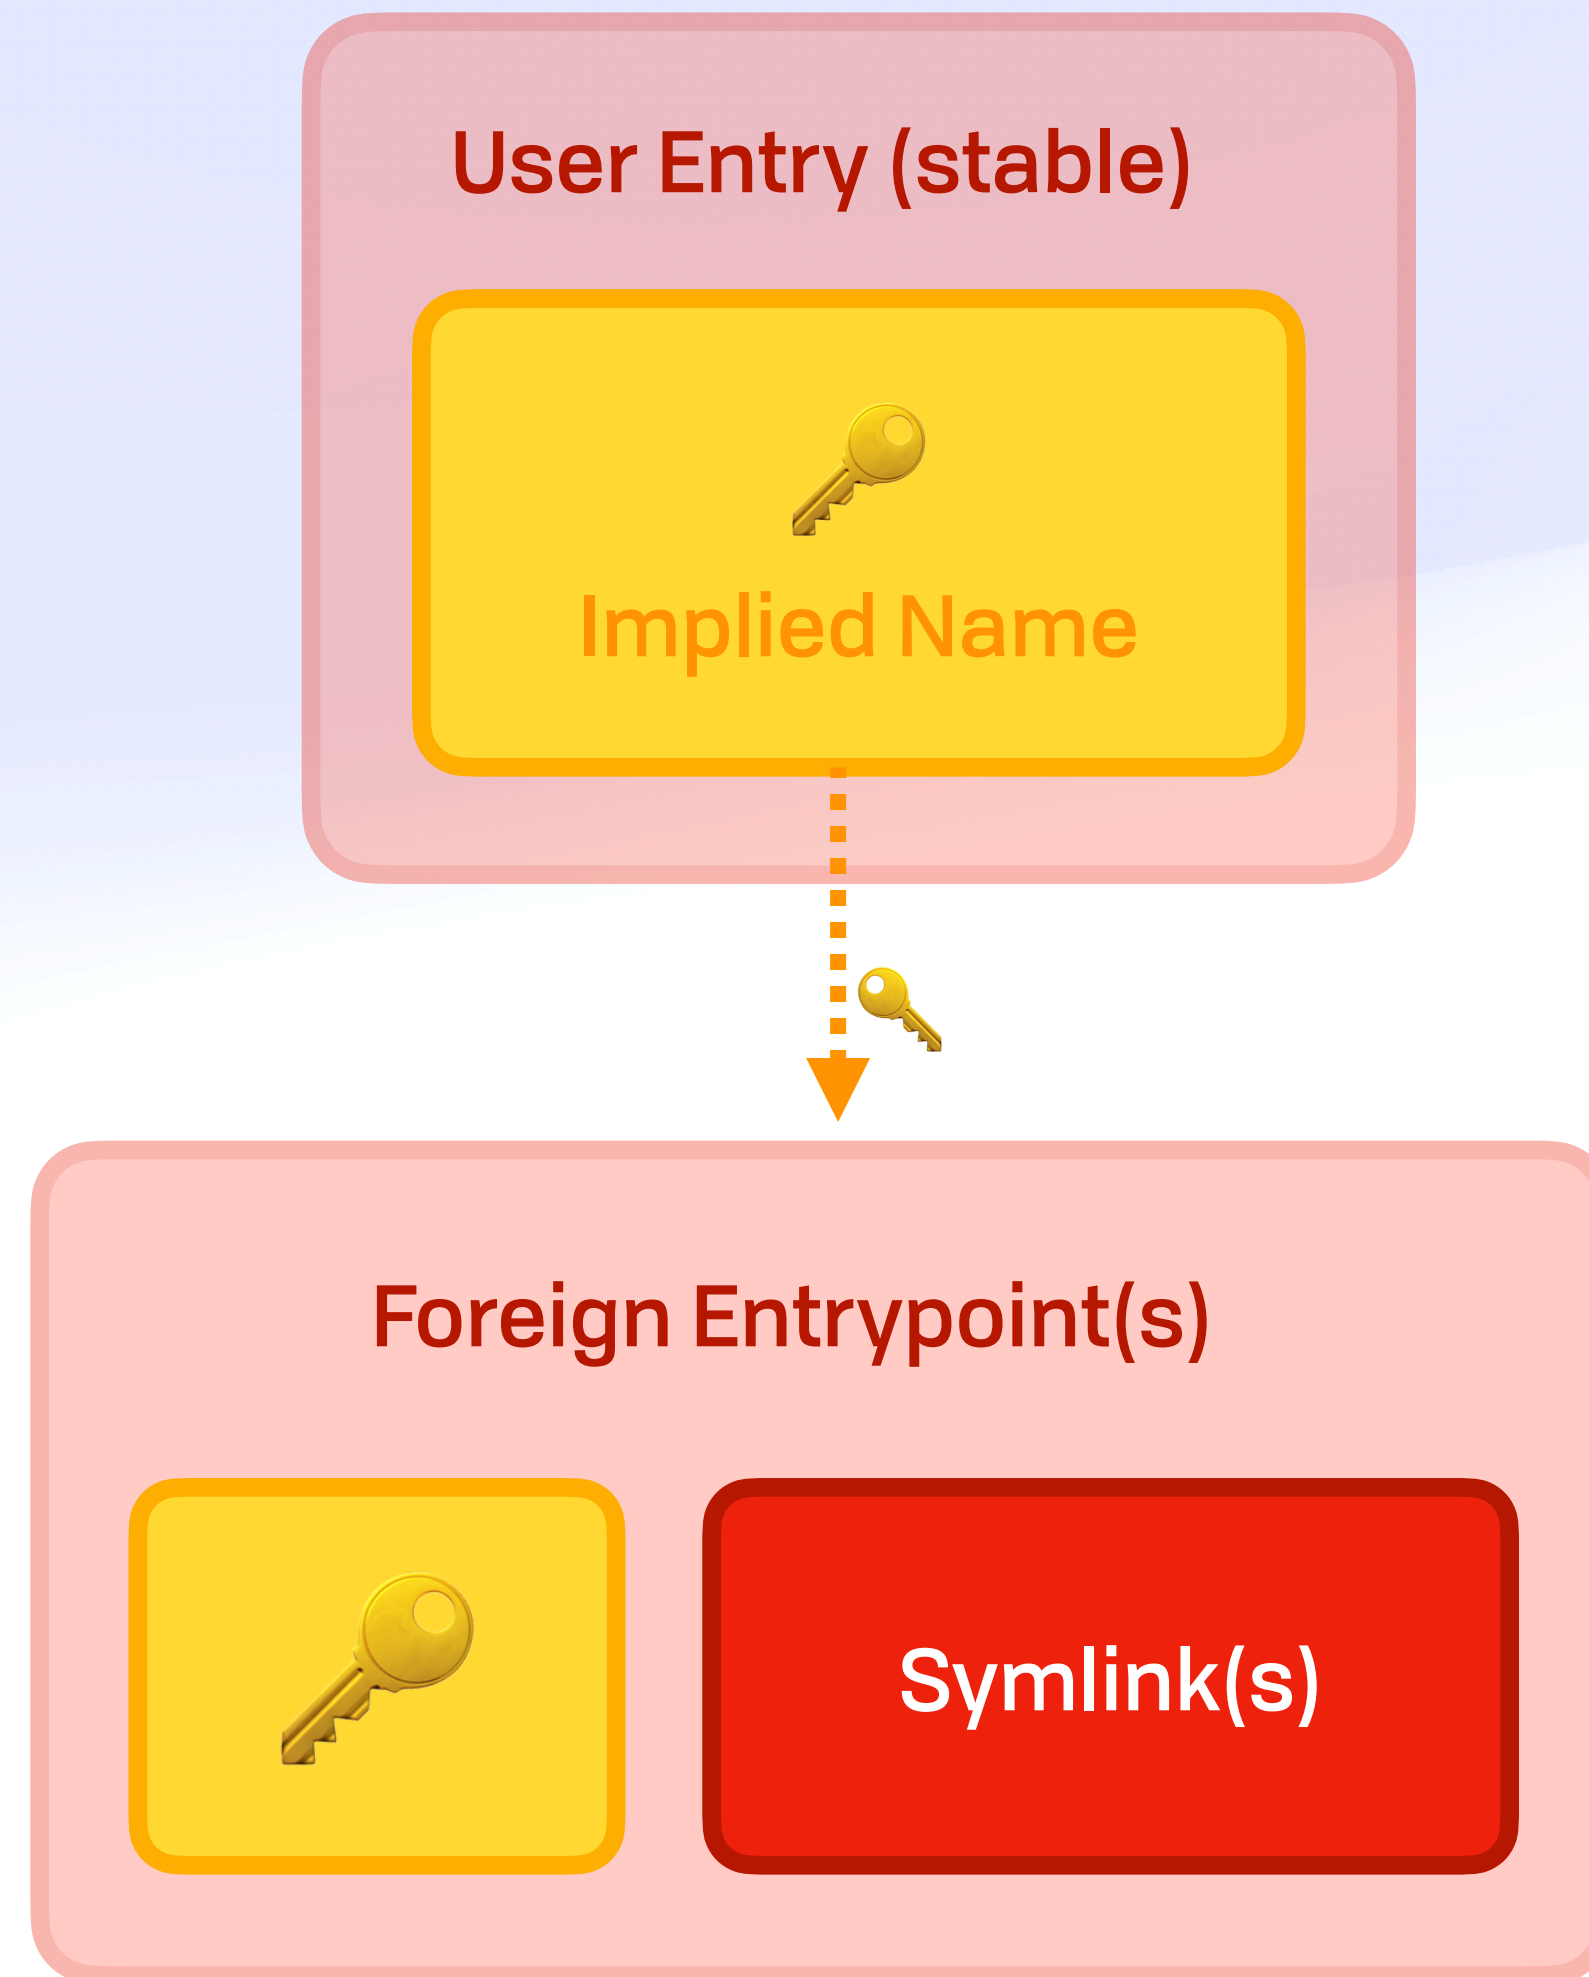 User Entry (stable)
Implied Name
Foreign Entrypoint(s)
Symlink(s)